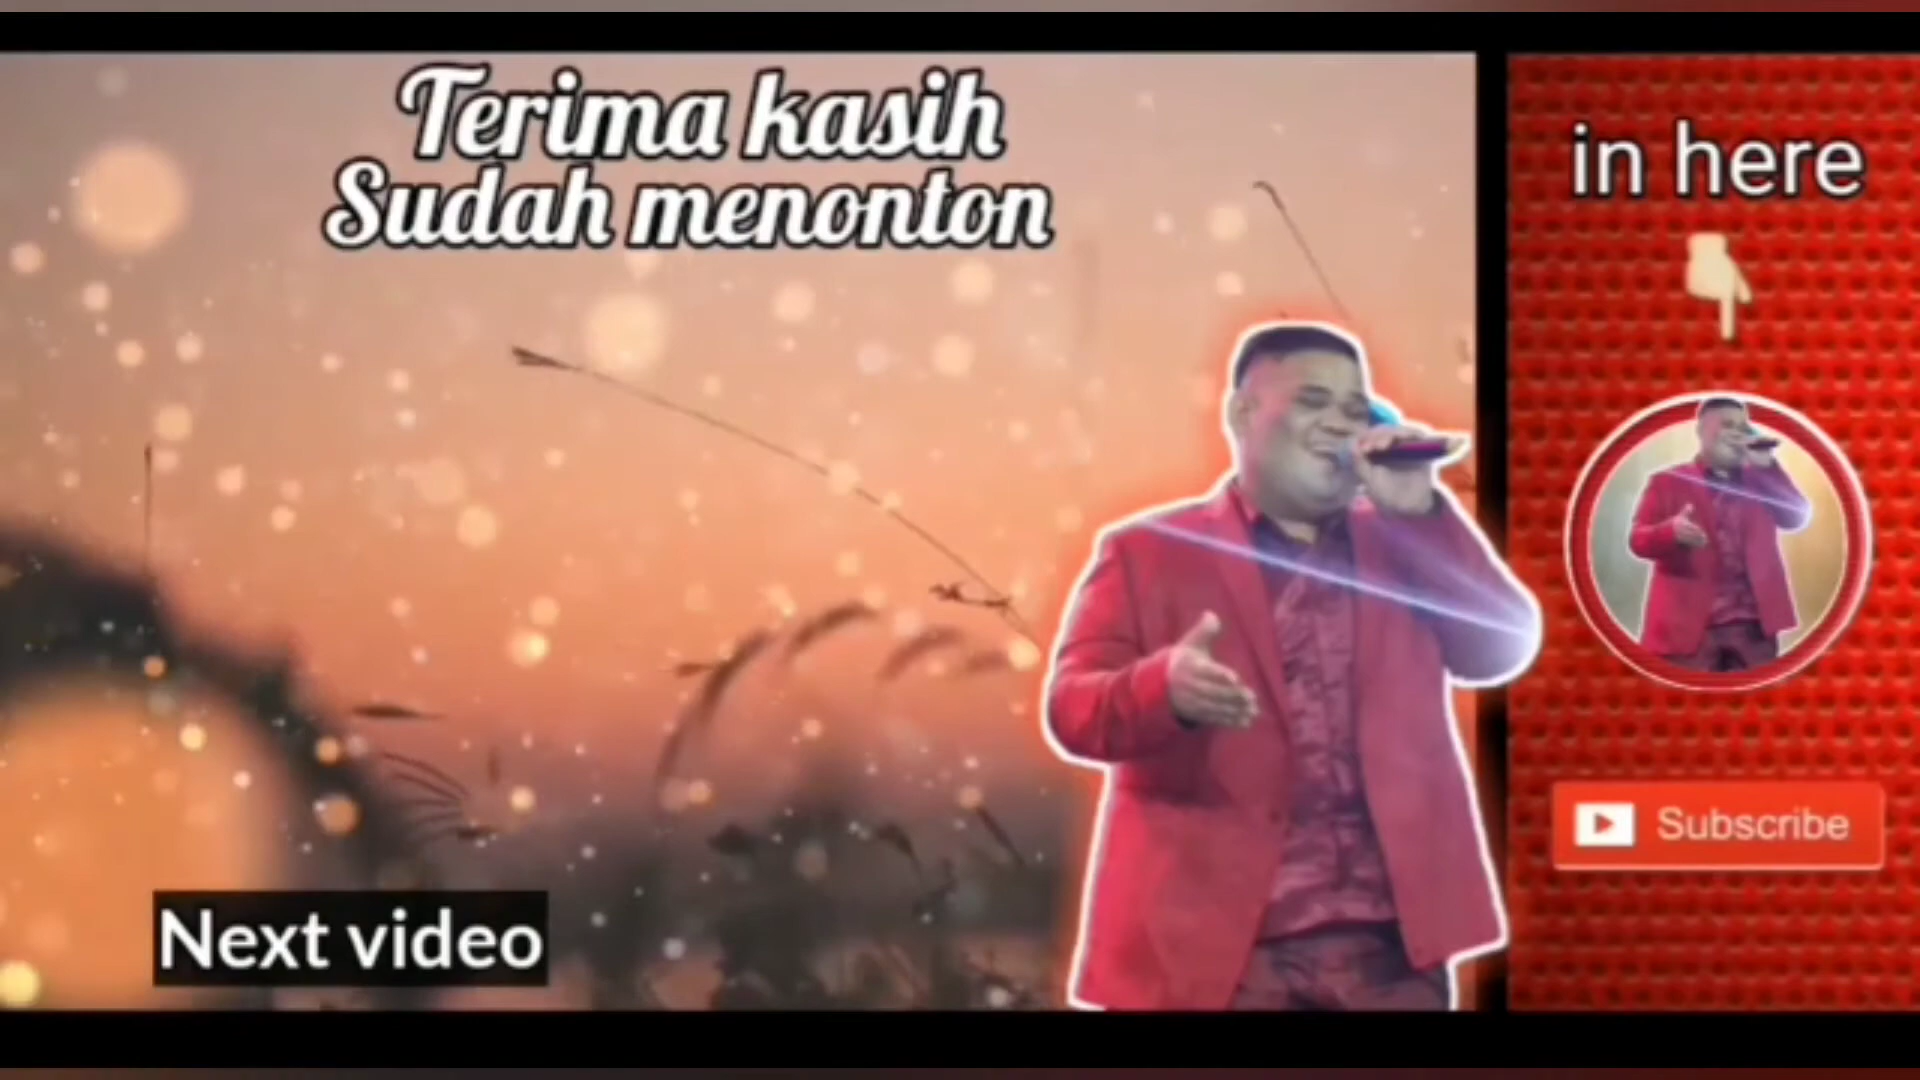 Terima kasih
Sudah menonton
in here
Subscribe
Next video